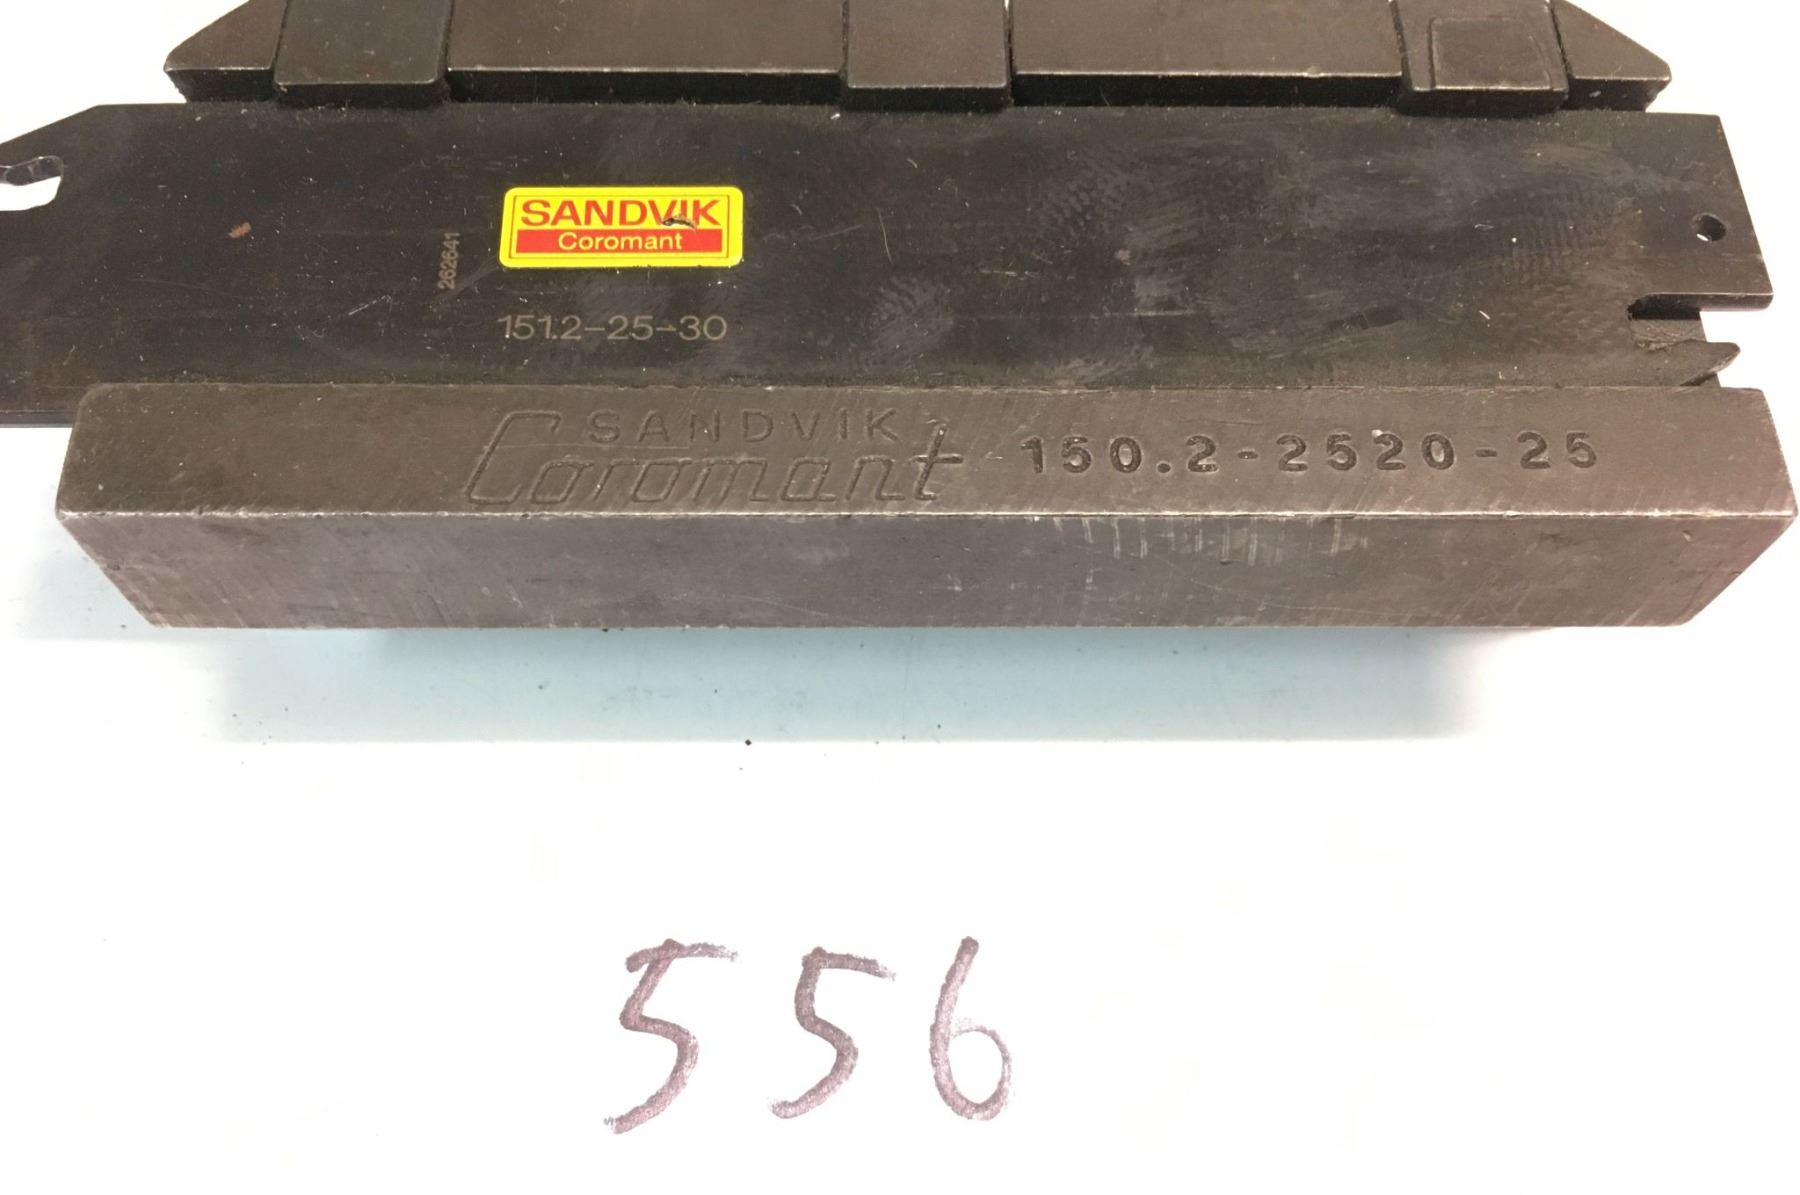 SANDVIK
Coromant
262641
151.2-25-30
SANDVIK
Coromant 150.2-2520-25
556